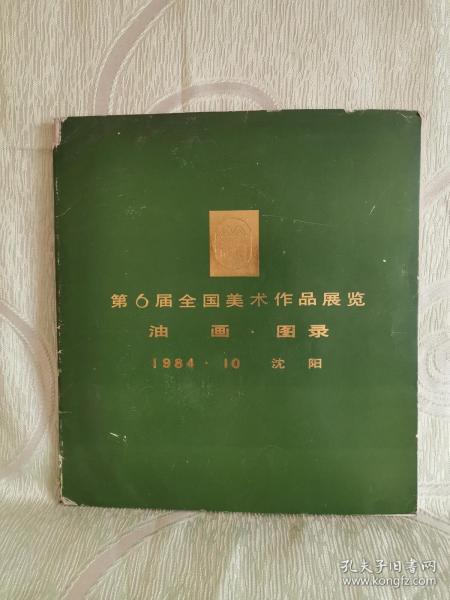 第6届全国美术作品展览
油画·图录
1984·10 沈阳
孔夫子旧书网
www.kongfz.com